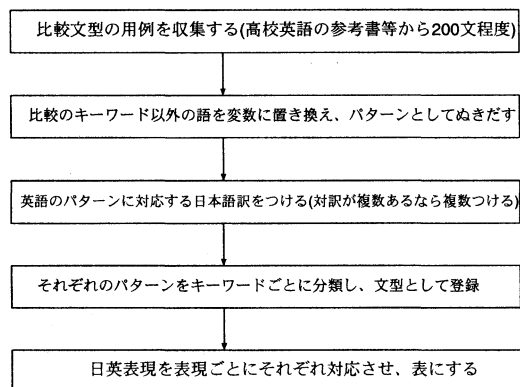 比較文型の用例を収集する(高校英語の参考書等から200文程度)
比較のキーワード以外の語を変数に置き換え、パターンとしてぬきだす
英語のパターンに対応する日本語訳をつける(対訳が複数あるなら複数つける)
それぞれのパターンをキーワードごとに分類し、文型として登録
日英表現を表現ごとにそれぞれ対応させ、表にする